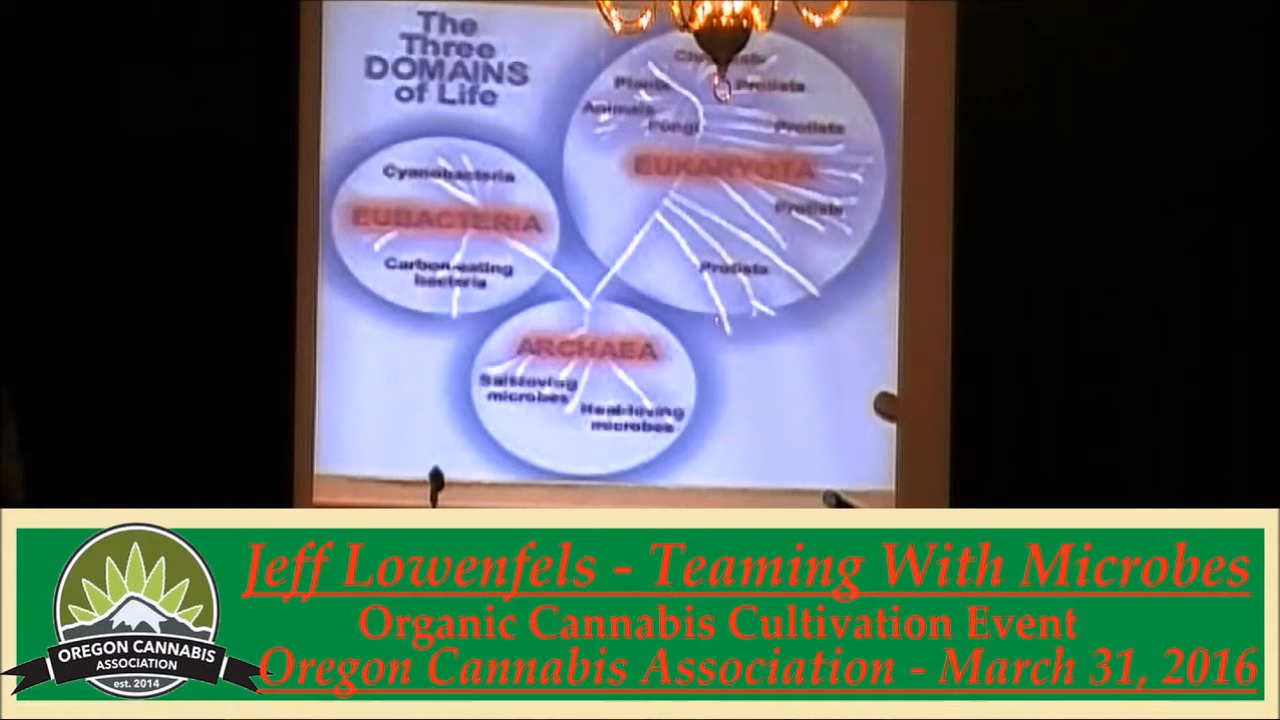 The
Three
DOMAINS
of Life
Plants
Protista
Animals
Fungi
Protista
EUKARYOTA
Protista
Protista
Cyanobacteria
EUBACTERIA
Carbon-eating
bacteria
ARCHAEA
Salt-loving
microbes
Heat-loving
microbes
OREGON CANNABIS
ASSOCIATION
est. 2014
Jeff Lowenfels - Teaming With Microbes
Organic Cannabis Cultivation Event
Oregon Cannabis Association - March 31, 2016